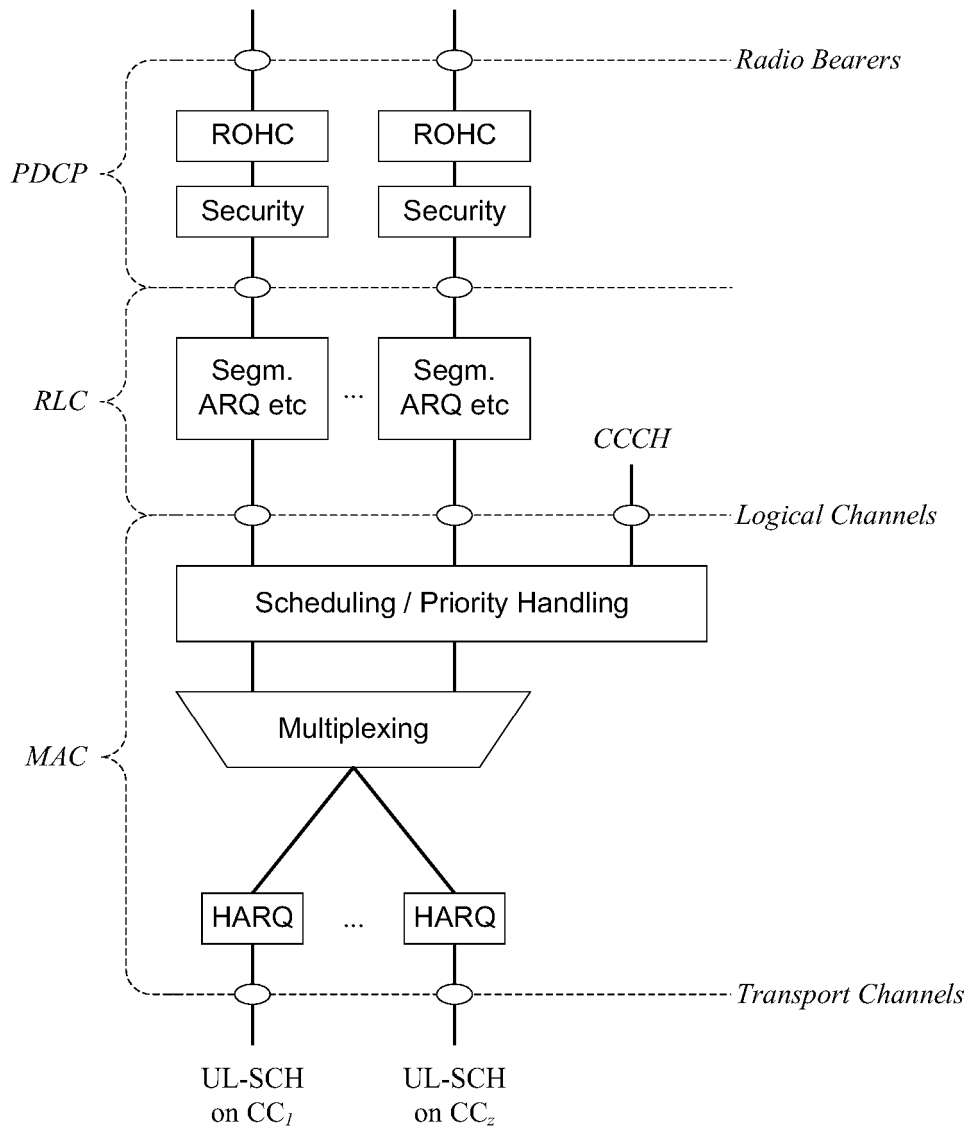 Radio Bearers
ROHC
ROHC
PDCP
Security
Security
Segm.
ARQ etc
...
Segm.
ARQ etc
RLC
CCCH
Logical Channels
Scheduling / Priority Handling
Multiplexing
MAC
HARQ
...
HARQ
Transport Channels
UL-SCH
on CC1
UL-SCH
on CCz